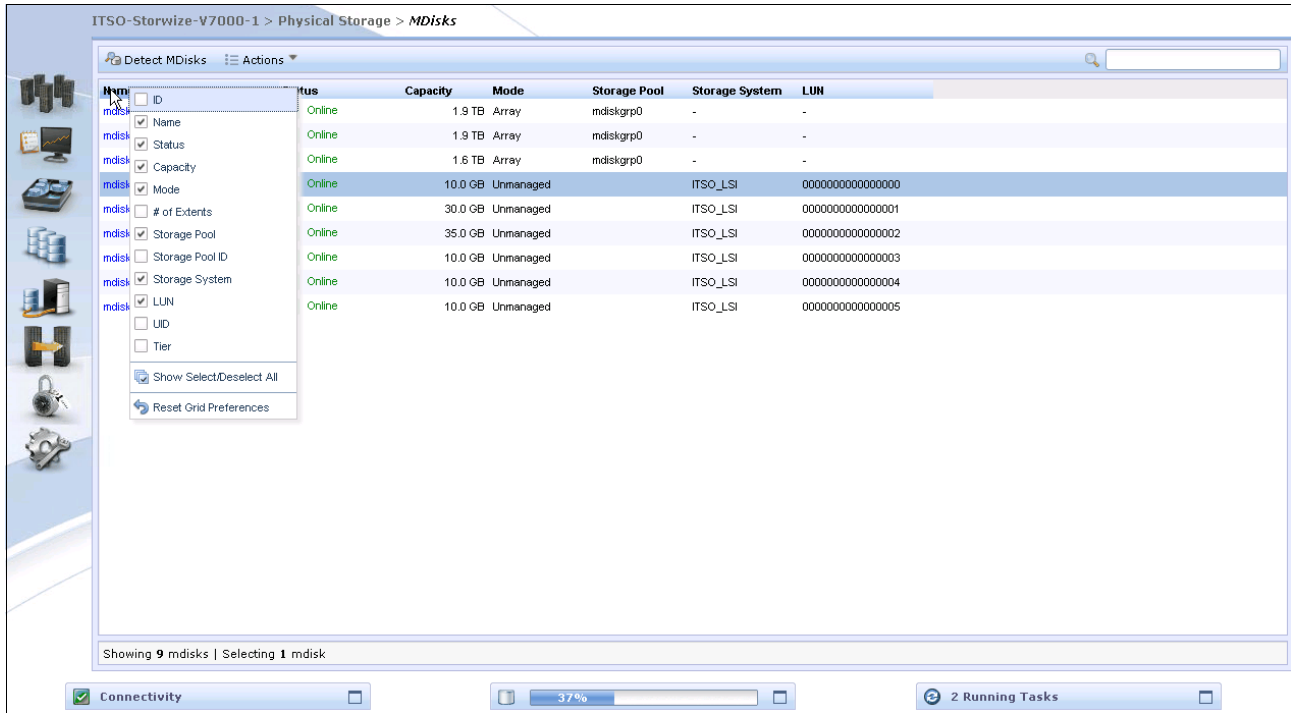 ITSO-Storwize-V7000-1 > Physical Storage > MDisks
Detect MDisks Actions
Capacity Mode Storage Pool Storage System LUN
Online 1.9 TB Array mdiskgrp0 - -
Online 1.9 TB Array mdiskgrp0 - -
Online 1.6 TB Array mdiskgrp0 - -
Online 10.0 GB Unmanaged ITSO_LSI 0000000000000000
Online 30.0 GB Unmanaged ITSO_LSI 0000000000000001
Online 35.0 GB Unmanaged ITSO_LSI 0000000000000002
Online 10.0 GB Unmanaged ITSO_LSI 0000000000000003
Online 10.0 GB Unmanaged ITSO_LSI 0000000000000004
Online 10.0 GB Unmanaged ITSO_LSI 0000000000000005
ID
Name
Status
Capacity
Mode
# of Extents
Storage Pool
Storage Pool ID
Storage System
LUN
UID
Tier
Show Select/Deselect All
Reset Grid Preferences
Showing 9 mdisks | Selecting 1 mdisk
Connectivity
37%
2 Running Tasks